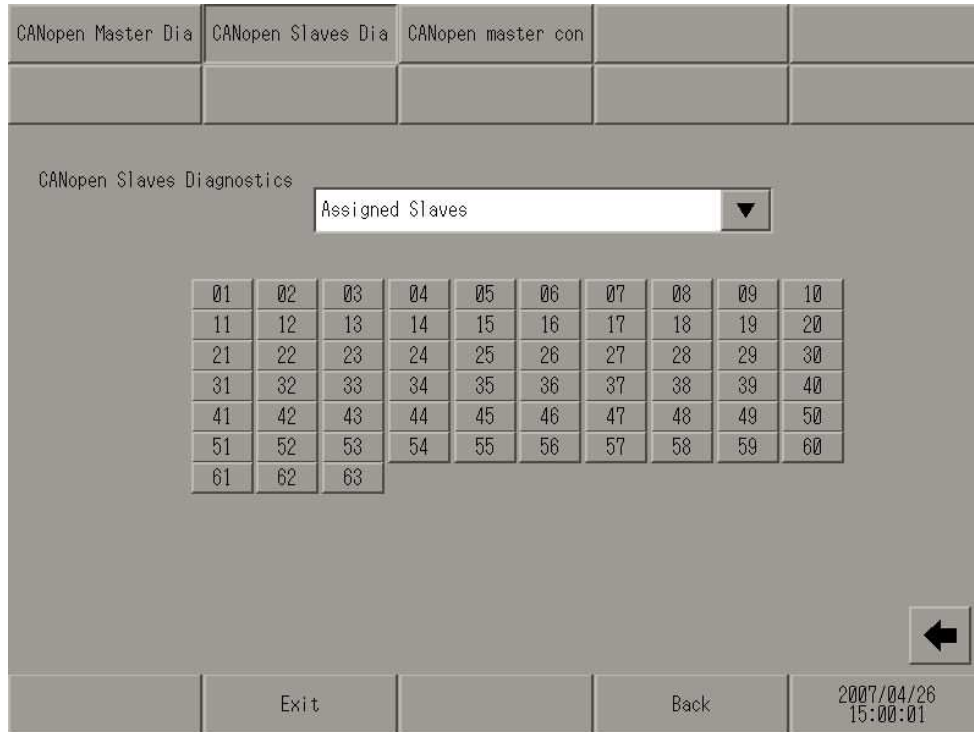 CANopen Master Dia CANopen Slaves Dia CANopen master con
CANopen Slaves Diagnostics
Assigned Slaves
01 02 03 04 05 06 07 08 09 10
11 12 13 14 15 16 17 18 19 20
21 22 23 24 25 26 27 28 29 30
31 32 33 34 35 36 37 38 39 40
41 42 43 44 45 46 47 48 49 50
51 52 53 54 55 56 57 58 59 60
61 62 63
Exit Back 2007/04/26
15:00:01